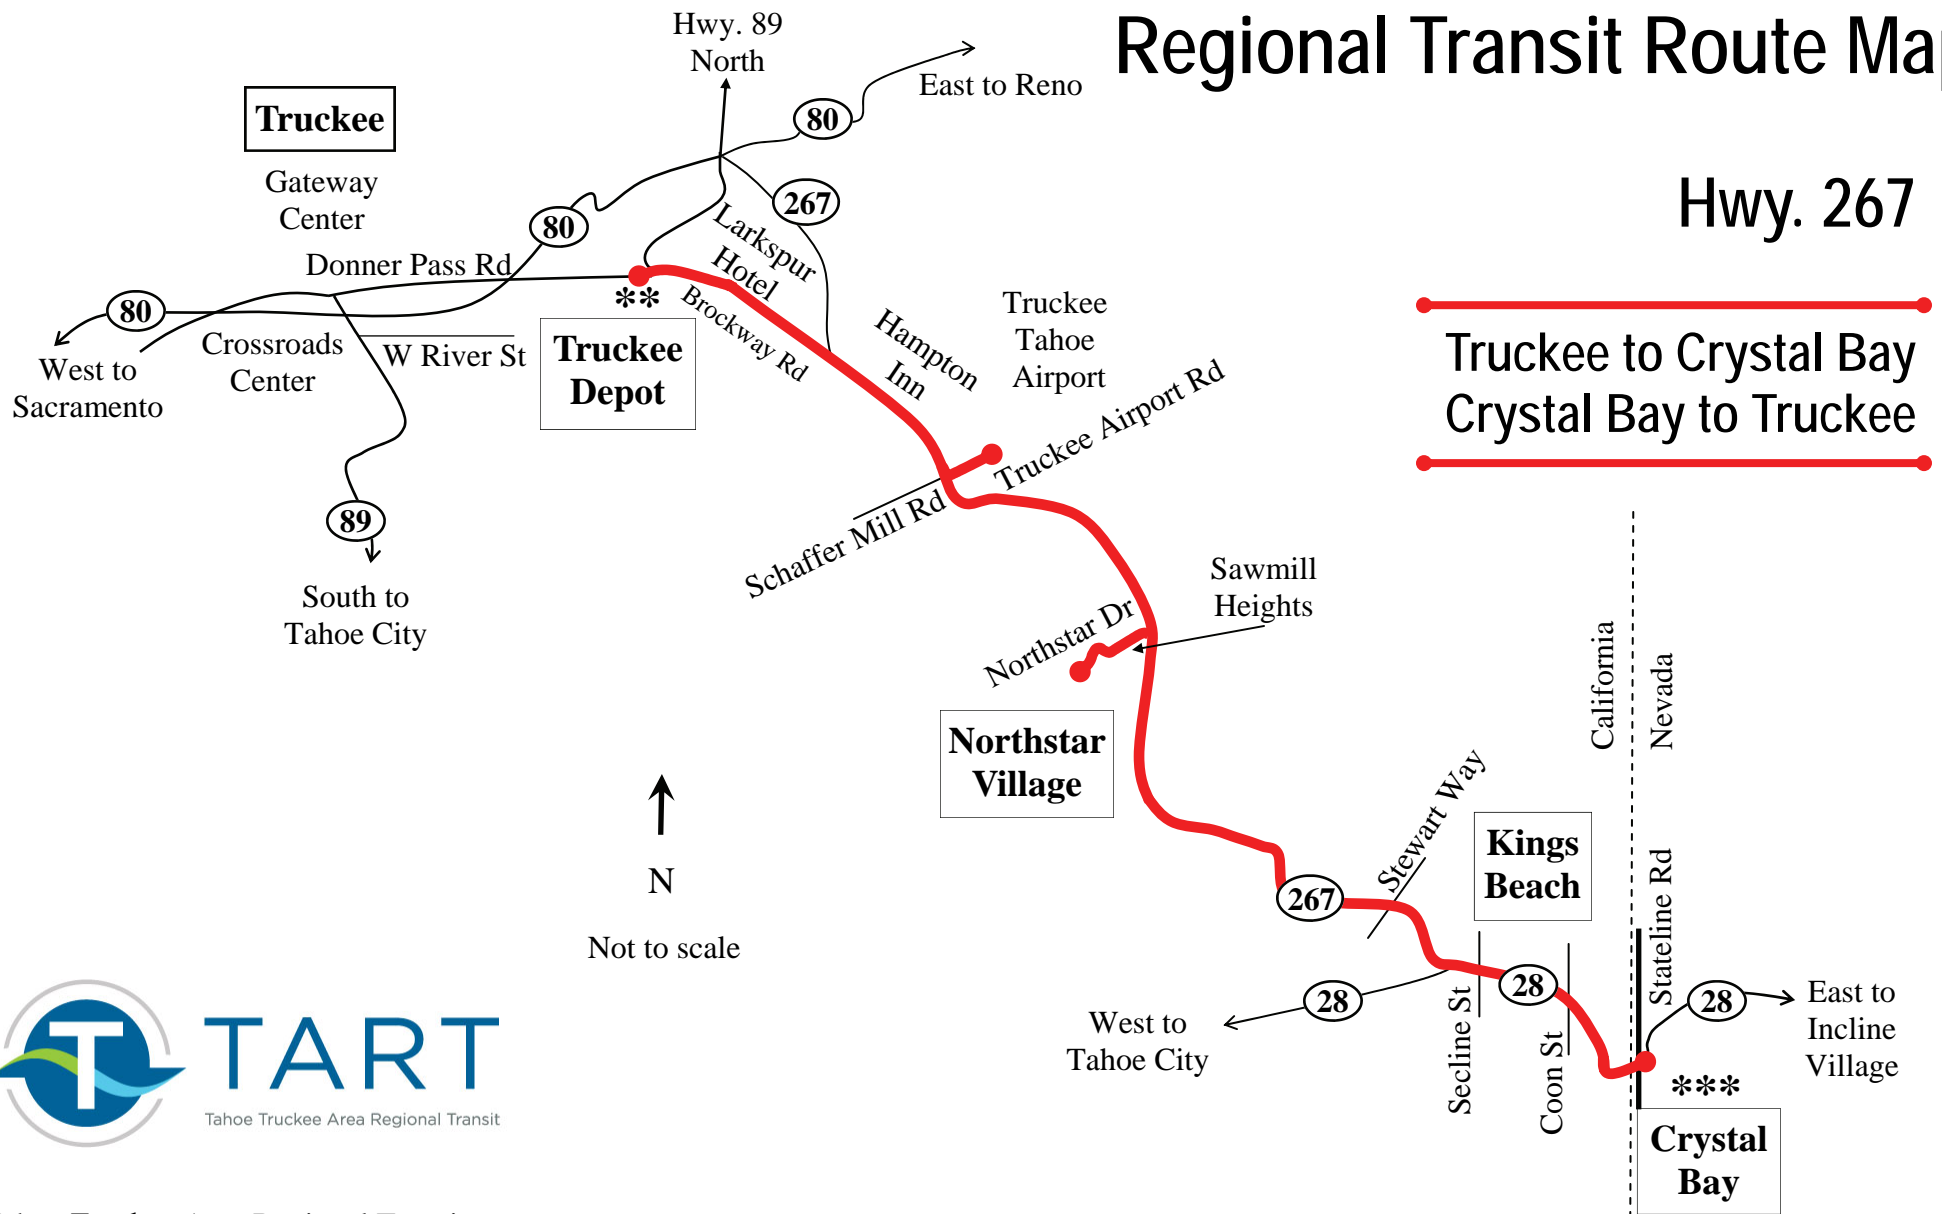 Regional Transit Route Ma
Hwy. 267
Truckee to Crystal Bay
Crystal Bay to Truckee
Hwy. 89
North
East to Reno
80
Truckee
Gateway
Center
80
267
Larkspur
Hotel
Donner Pass Rd
80
West to
Sacramento
Crossroads
Center
W River St
**
Truckee
Depot
Brockway Rd
Hampton
Inn
Truckee
Tahoe
Airport
Truckee Airport Rd
Schaffer Mill Rd
89
South to
Tahoe City
Sawmill
Heights
Northstar Dr
Northstar
Village
California
Nevada
N
Not to scale
Stewart Way
Kings
Beach
267
Stateline Rd
28
West to
Tahoe City
Secline St
28
Coon St
28
East to
Incline
Village
***
Crystal
Bay
T
TART
Tahoe Truckee Area Regional Transit